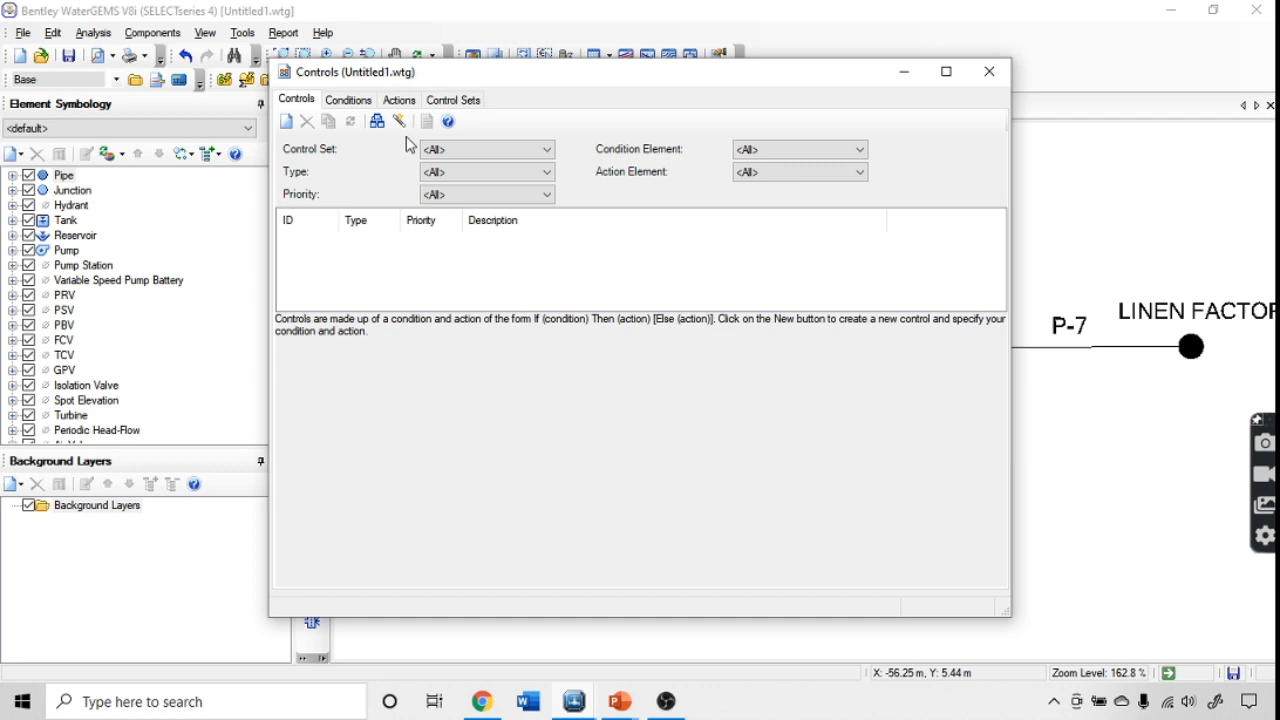 Bentley WaterGEMS V8i (SELECTseries 4) [Untitled1.wtg]
File Edit Analysis Components View Tools Report Help
Base
Element Symbology
<default>
Pipe
Junction
Hydrant
Tank
Reservoir
Pump
Pump Station
Variable Speed Pump Battery
PRV
PSV
PBV
FCV
TCV
GPV
Isolation Valve
Spot Elevation
Turbine
Periodic Head-Flow
Background Layers
Background Layers
Controls (Untitled1.wtg)
Controls Conditions Actions Control Sets
Control Set: <All> Condition Element: <All>
Type: <All> Action Element: <All>
Priority: <All>
ID Type Priority Description
Controls are made up of a condition and action of the form If (condition) Then (action) [Else (action)]. Click on the New button to create a new control and specify your
condition and action.
P-7
LINEN FACTOR
X: -56.25 m, Y: 5.44 m Zoom Level: 162.8 %
Type here to search